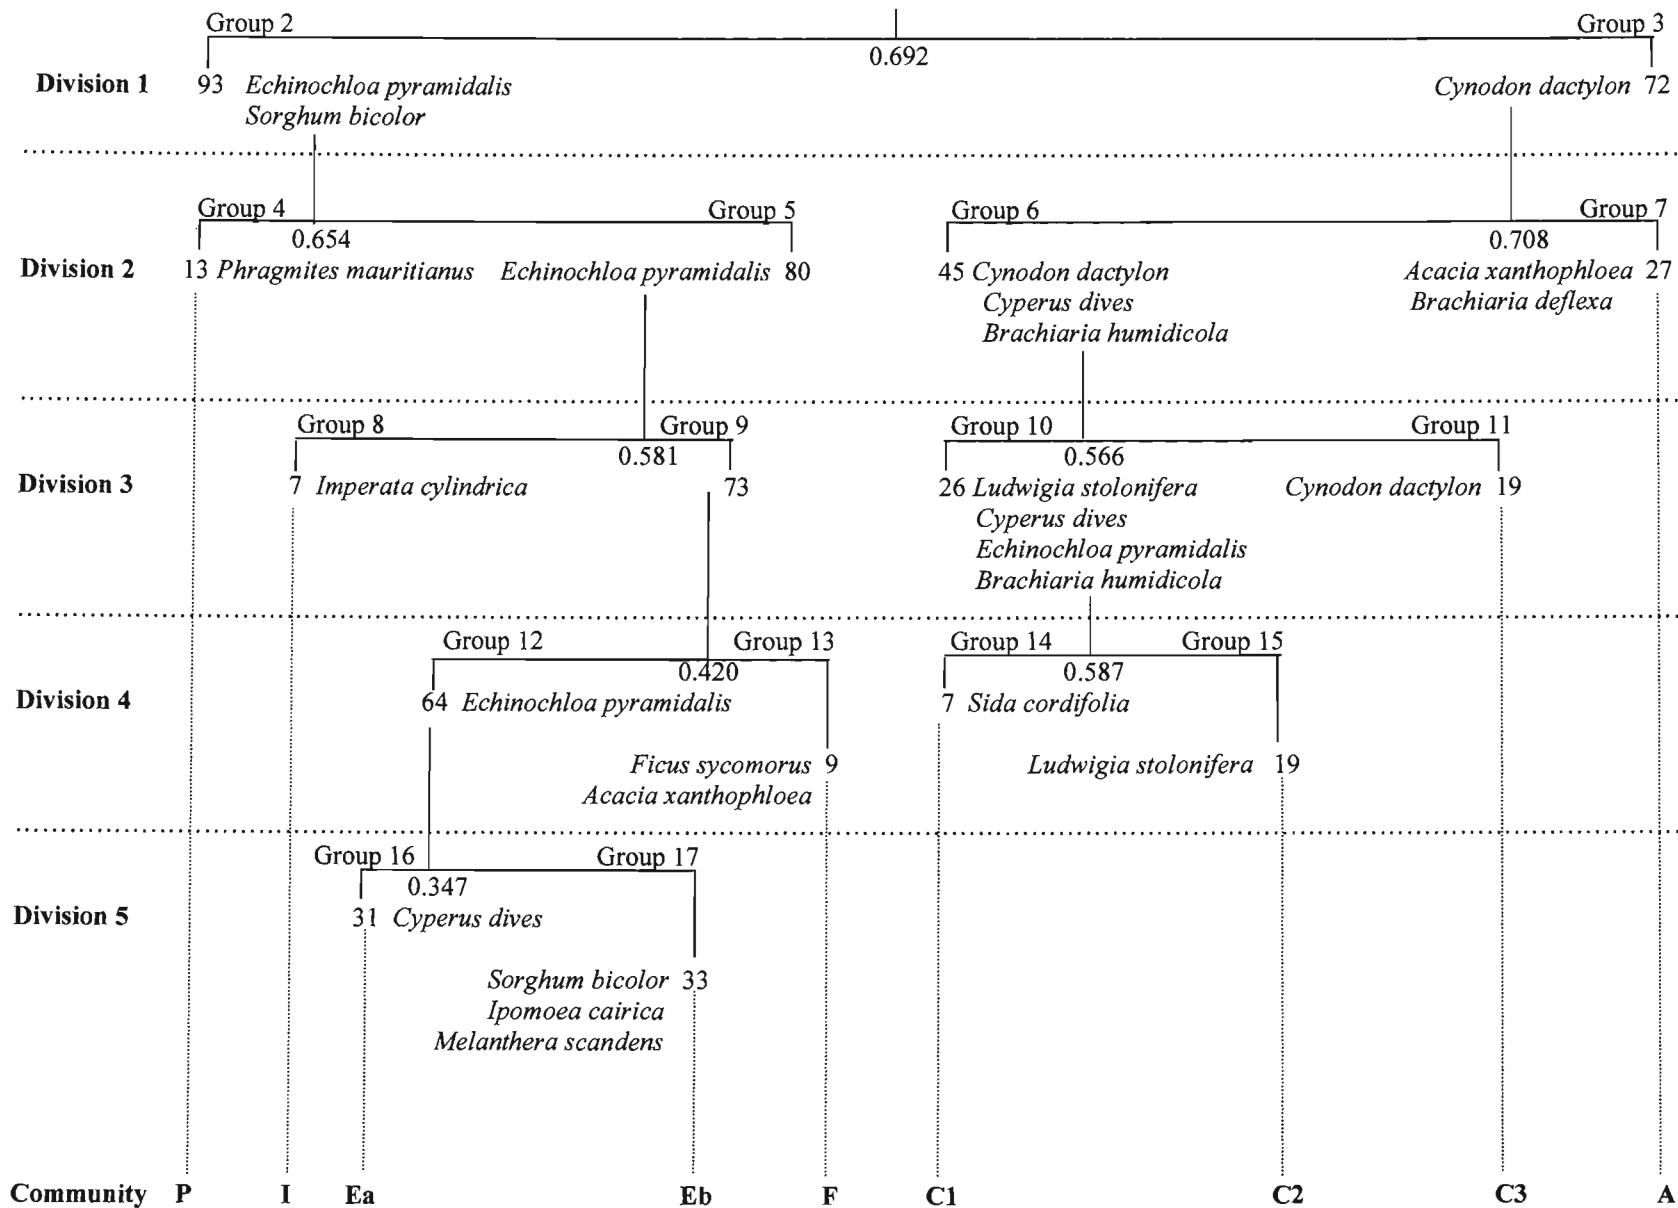 Group 2 Group 3
0.692
Division 1 93 Echinochloa pyramidalis Cynodon dactylon 72
Sorghum bicolor
Group 4 Group 5 Group 6 Group 7
0.654 0.708
Division 2 13 Phragmites mauritianus Echinochloa pyramidalis 80 45 Cynodon dactylon Acacia xanthophloea 27
Cyperus dives Brachiaria deflexa
Brachiaria humidicola
Group 8 Group 9 Group 10 Group 11
0.581 0.566
Division 3 7 Imperata cylindrica 73 26 Ludwigia stolonifera Cynodon dactylon 19
Cyperus dives
Echinochloa pyramidalis
Brachiaria humidicola
Group 12 Group 13 Group 14 Group 15
0.420 0.587
Division 4 64 Echinochloa pyramidalis 7 Sida cordifolia
Ficus sycomorus 9 Ludwigia stolonifera 19
Acacia xanthophloea
Group 16 Group 17
0.347
Division 5 31 Cyperus dives
Sorghum bicolor 33
Ipomoea cairica
Melanthera scandens
Community P I Ea Eb F C1 C2 C3 A